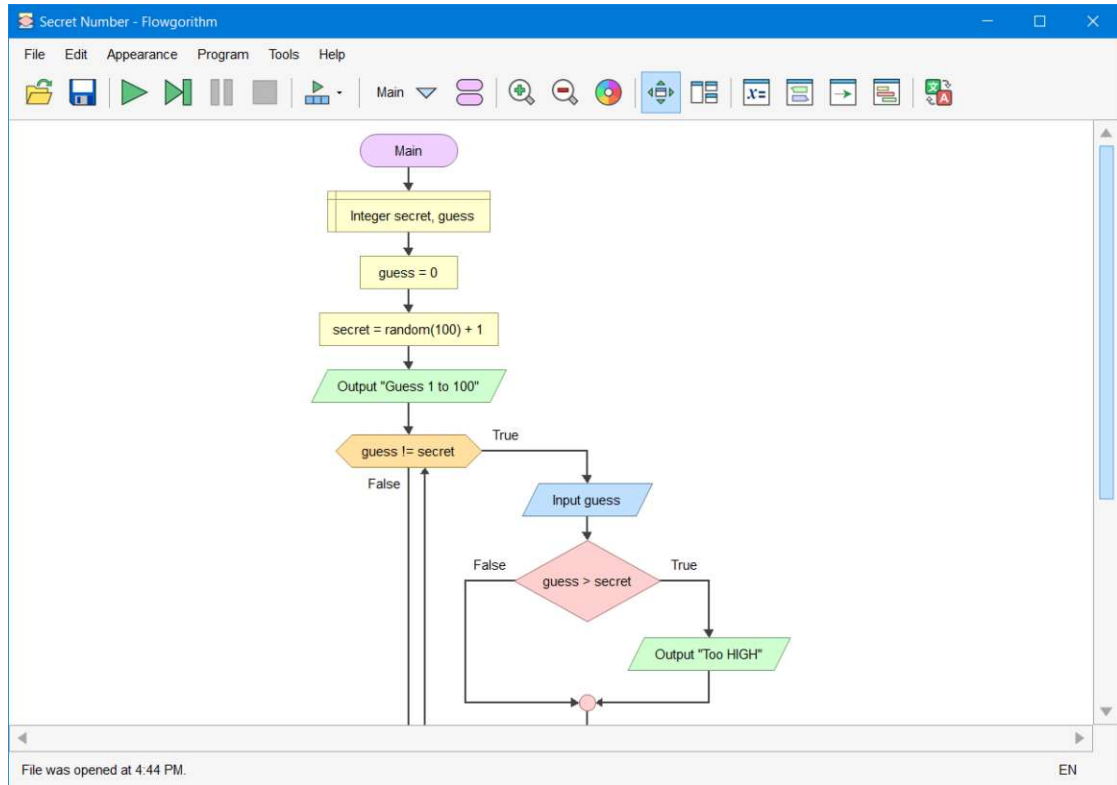 Secret Number - Flowgorithm
File Edit Appearance Program Tools Help
Main
x=
A
Main
Integer secret, guess
guess = 0
secret = random(100) + 1
Output "Guess 1 to 100"
guess != secret
True
False
Input guess
False
guess > secret
True
Output "Too HIGH"
File was opened at 4:44 PM.
EN